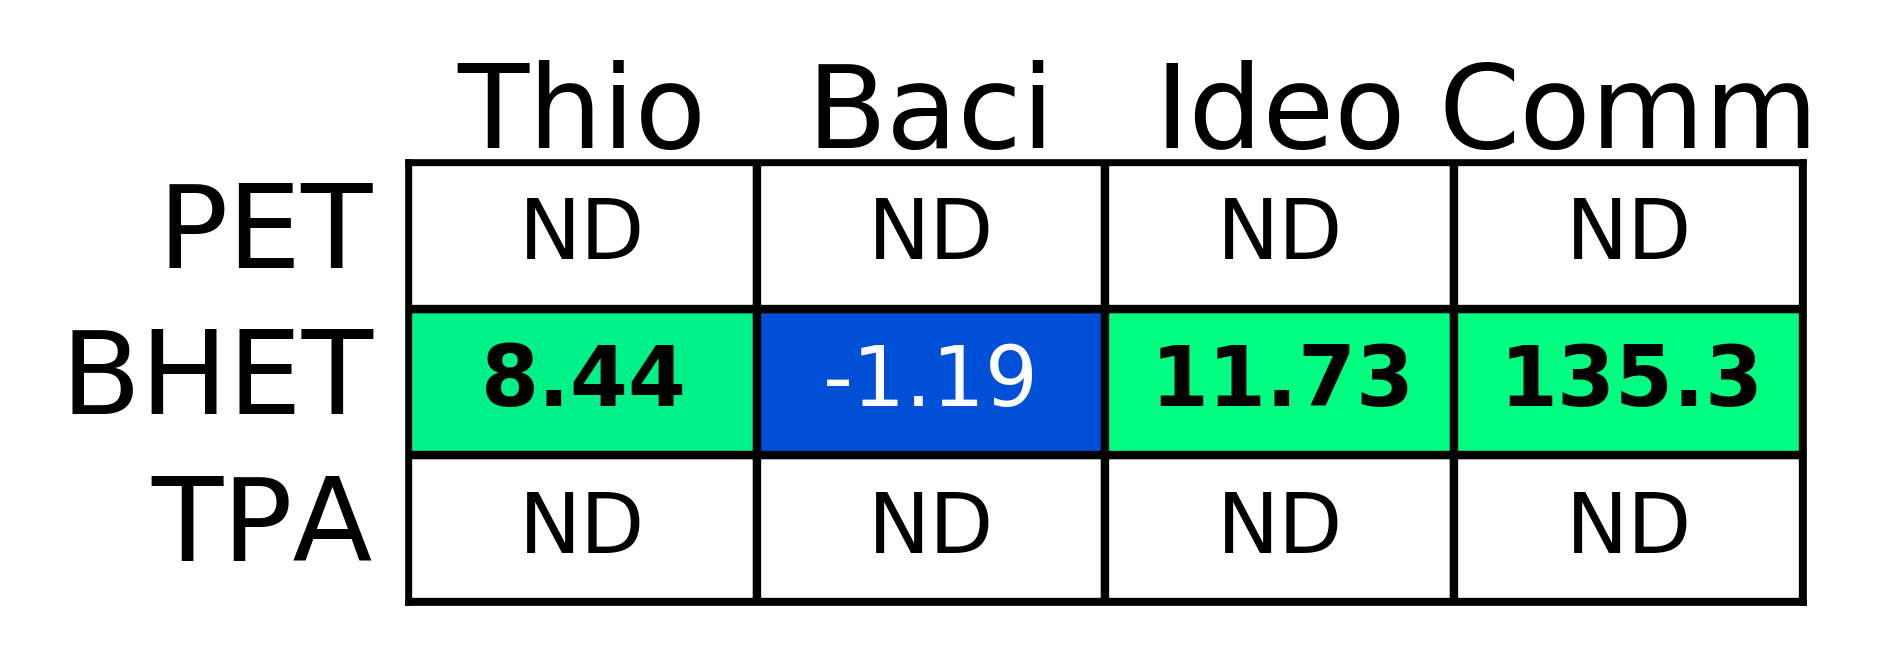 Thio Baci Ideo Comm
PET ND ND ND ND
BHET 8.44 -1.19 11.73 135.3
TPA ND ND ND ND